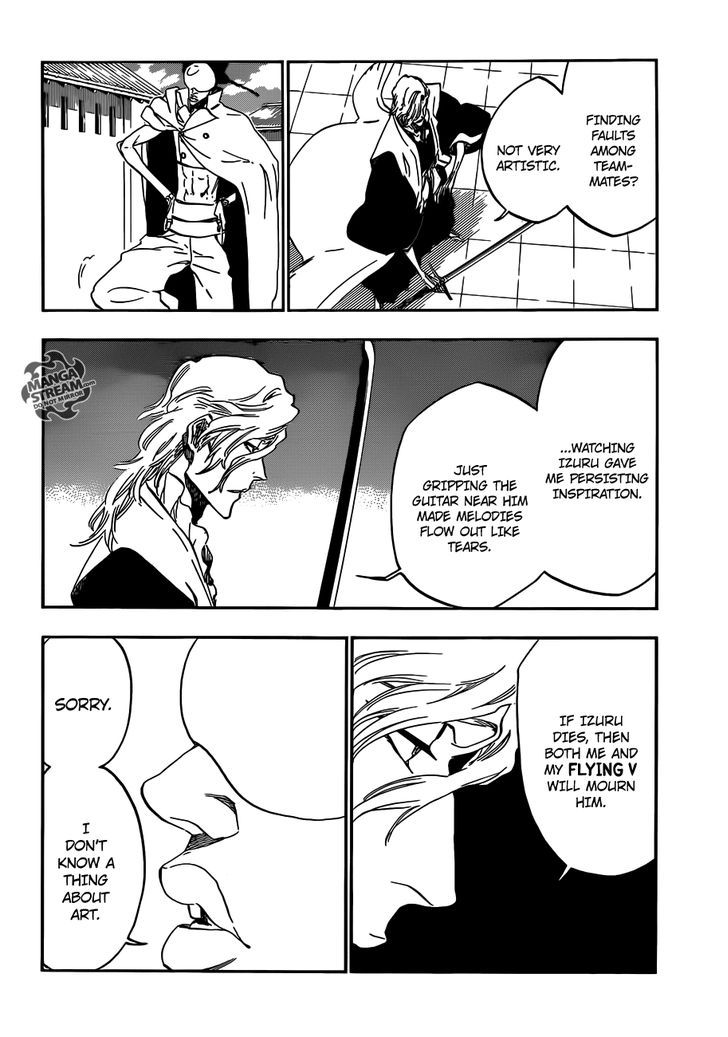 FINDING
FAULTS
AMONG
TEAM-
MATES?
NOT VERY
ARTISTIC.
MANGA
STREAM.com
DO NOT MIRROR
...WATCHING
IZURU GAVE
ME PERSISTING
INSPIRATION.
JUST
GRIPPING THE
GUITAR NEAR HIM
MADE MELODIES
FLOW OUT LIKE
TEARS.
IF IZURU
DIES, THEN
BOTH ME AND
MY FLYING V
WILL MOURN
HIM.
SORRY.
I
DON'T
KNOW A
THING
ABOUT
ART.